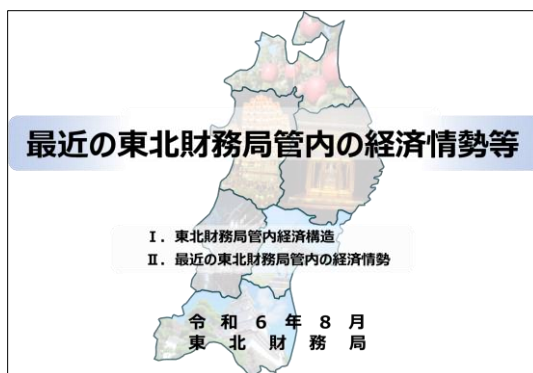 最近の東北財務局管内の経済情勢等
Ⅰ．東北財務局管内経済構造
Ⅱ．最近の東北財務局管内の経済情勢
令和６年８月
東北財務局